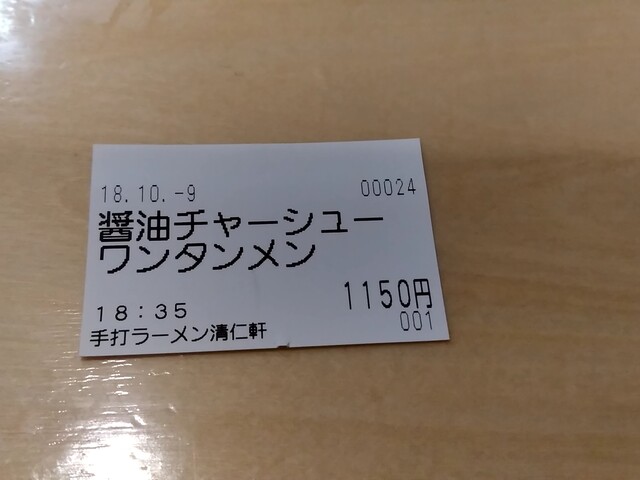 18.10.-9 00024
醤油チャーシュー
ワンタンメン
1150円
18:35 001
手打ラーメン清仁軒